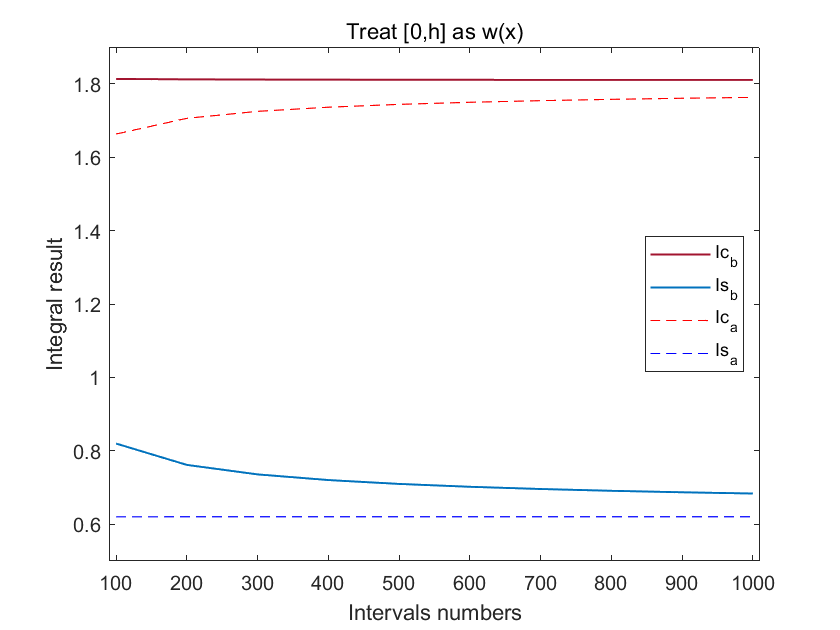 Treat [0,h] as w(x)
Integral result
1.8
1.6
1.4
1.2
1
0.8
0.6
Ic_b
Is_b
Ic_a
Is_a
100 200 300 400 500 600 700 800 900 1000
Intervals numbers